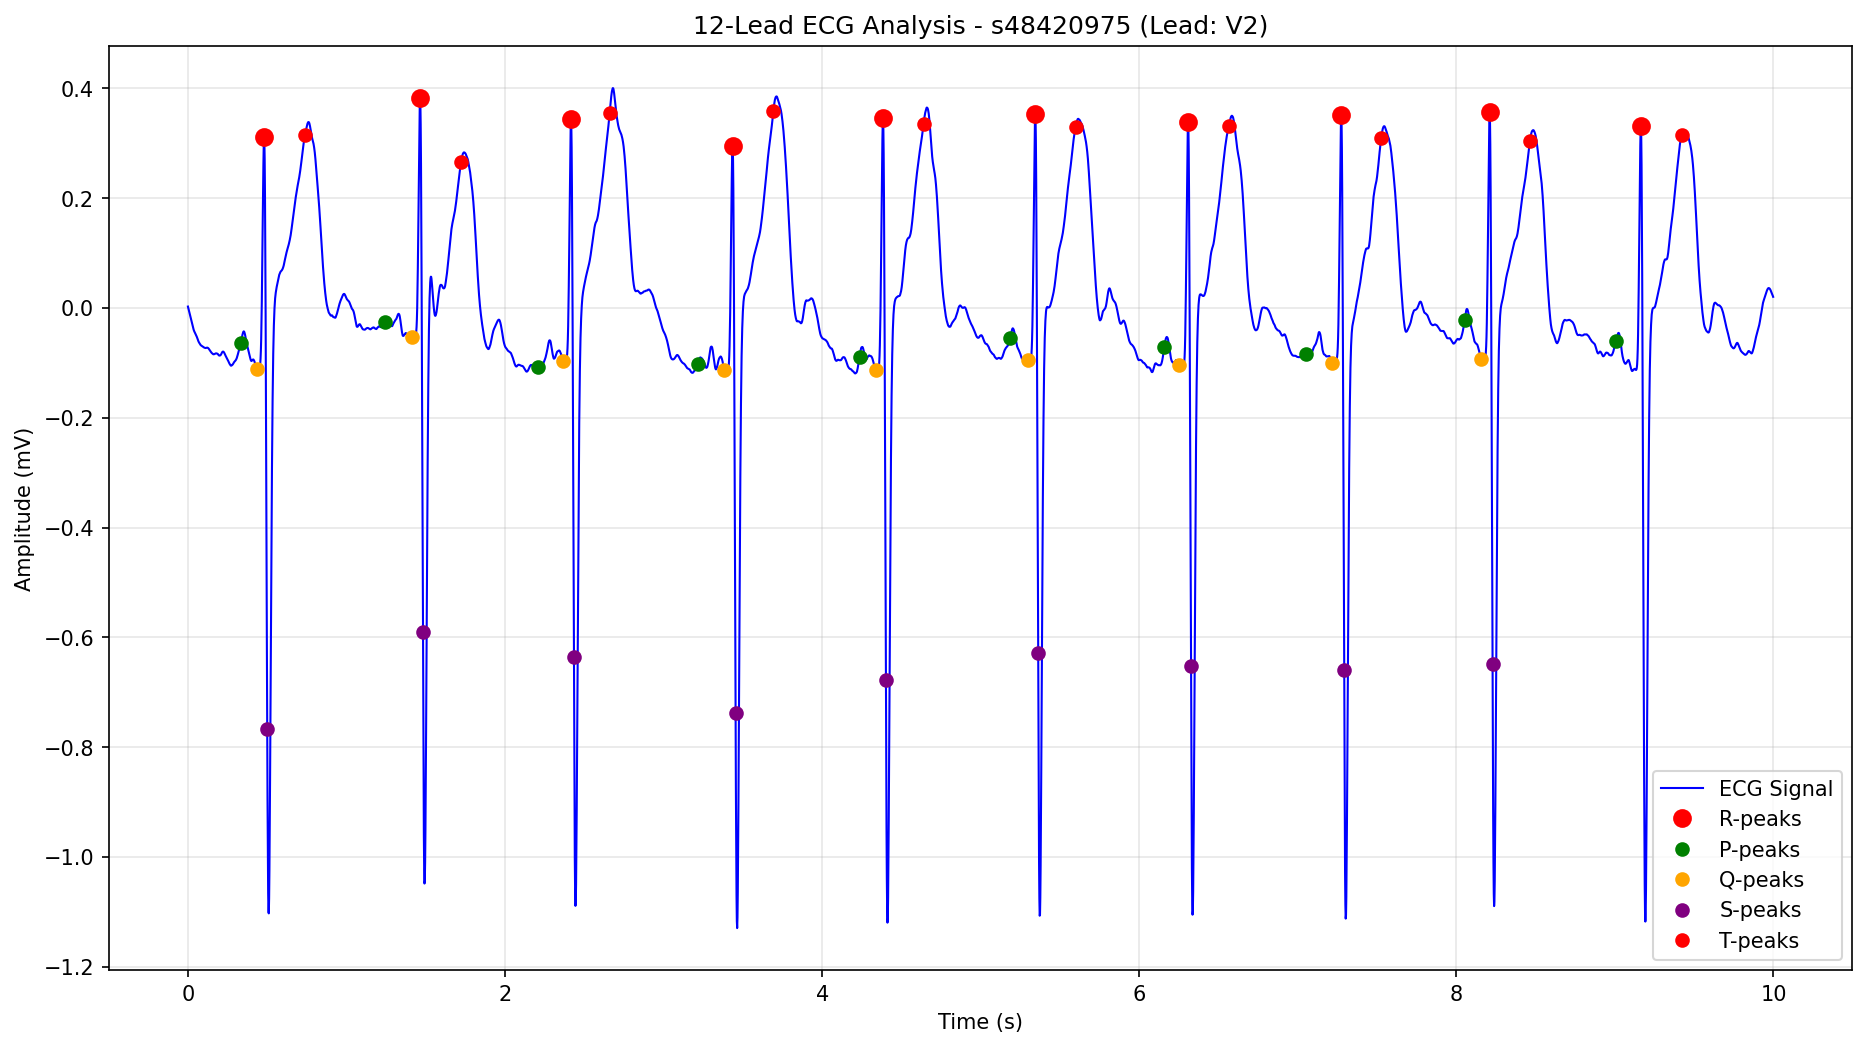 12-Lead ECG Analysis - s48420975 (Lead: V2)
Amplitude (mV)
0.4
0.2
0.0
−0.2
−0.4
−0.6
−0.8
−1.0
−1.2
0 2 4 6 8 10
Time (s)
ECG Signal
R-peaks
P-peaks
Q-peaks
S-peaks
T-peaks